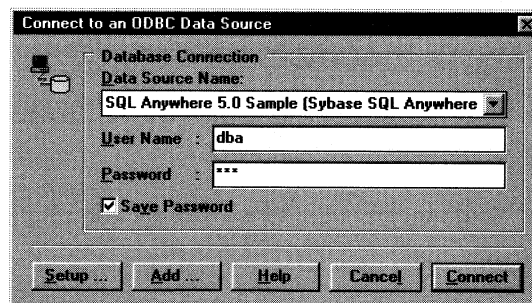 Connect to an ODBC Data Source
Database Connection
Data Source Name:
SQL Anywhere 5.0 Sample (Sybase SQL Anywhere
User Name : dba
Password : ***
Save Password
Setup ... Add ... Help Cancel Connect